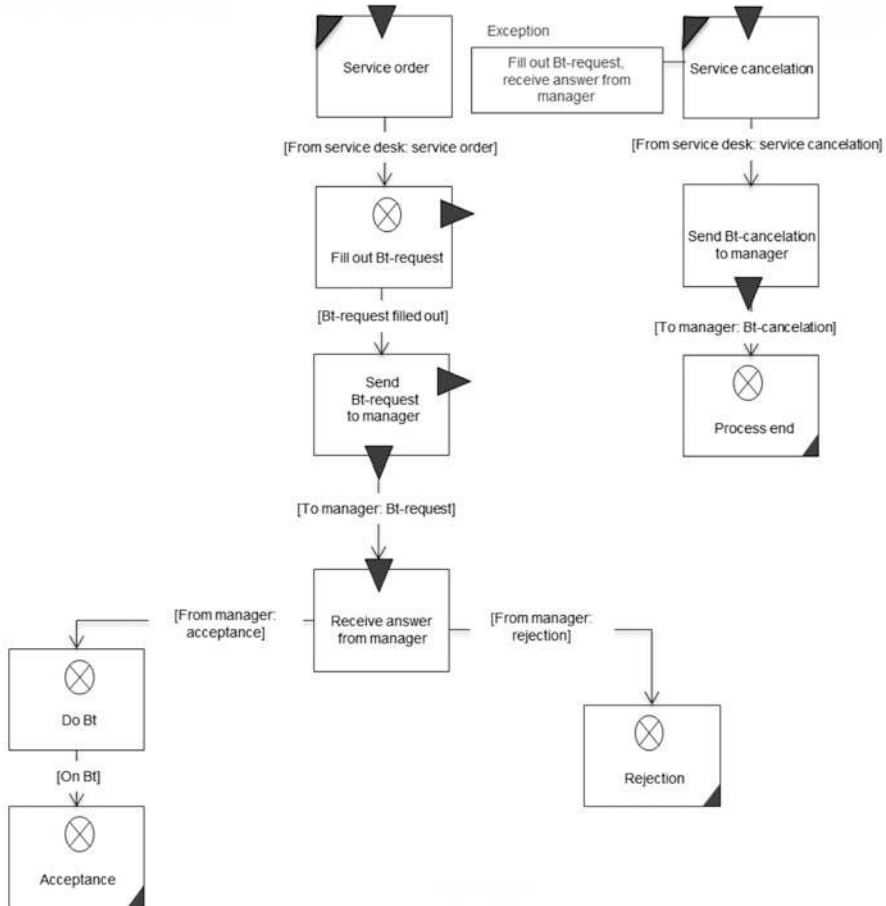 Exception
Service order
Fill out Bt-request,
receive answer from
manager
Service cancelation
[From service desk: service order]
[From service desk: service cancelation]
Fill out Bt-request
Send Bt-cancelation
to manager
[Bt-request filled out]
[To manager: Bt-cancelation]
Send
Bt-request
to manager
Process end
[To manager: Bt-request]
[From manager:
acceptance]
Receive answer
from manager
[From manager:
rejection]
Do Bt
[On Bt]
Rejection
Acceptance